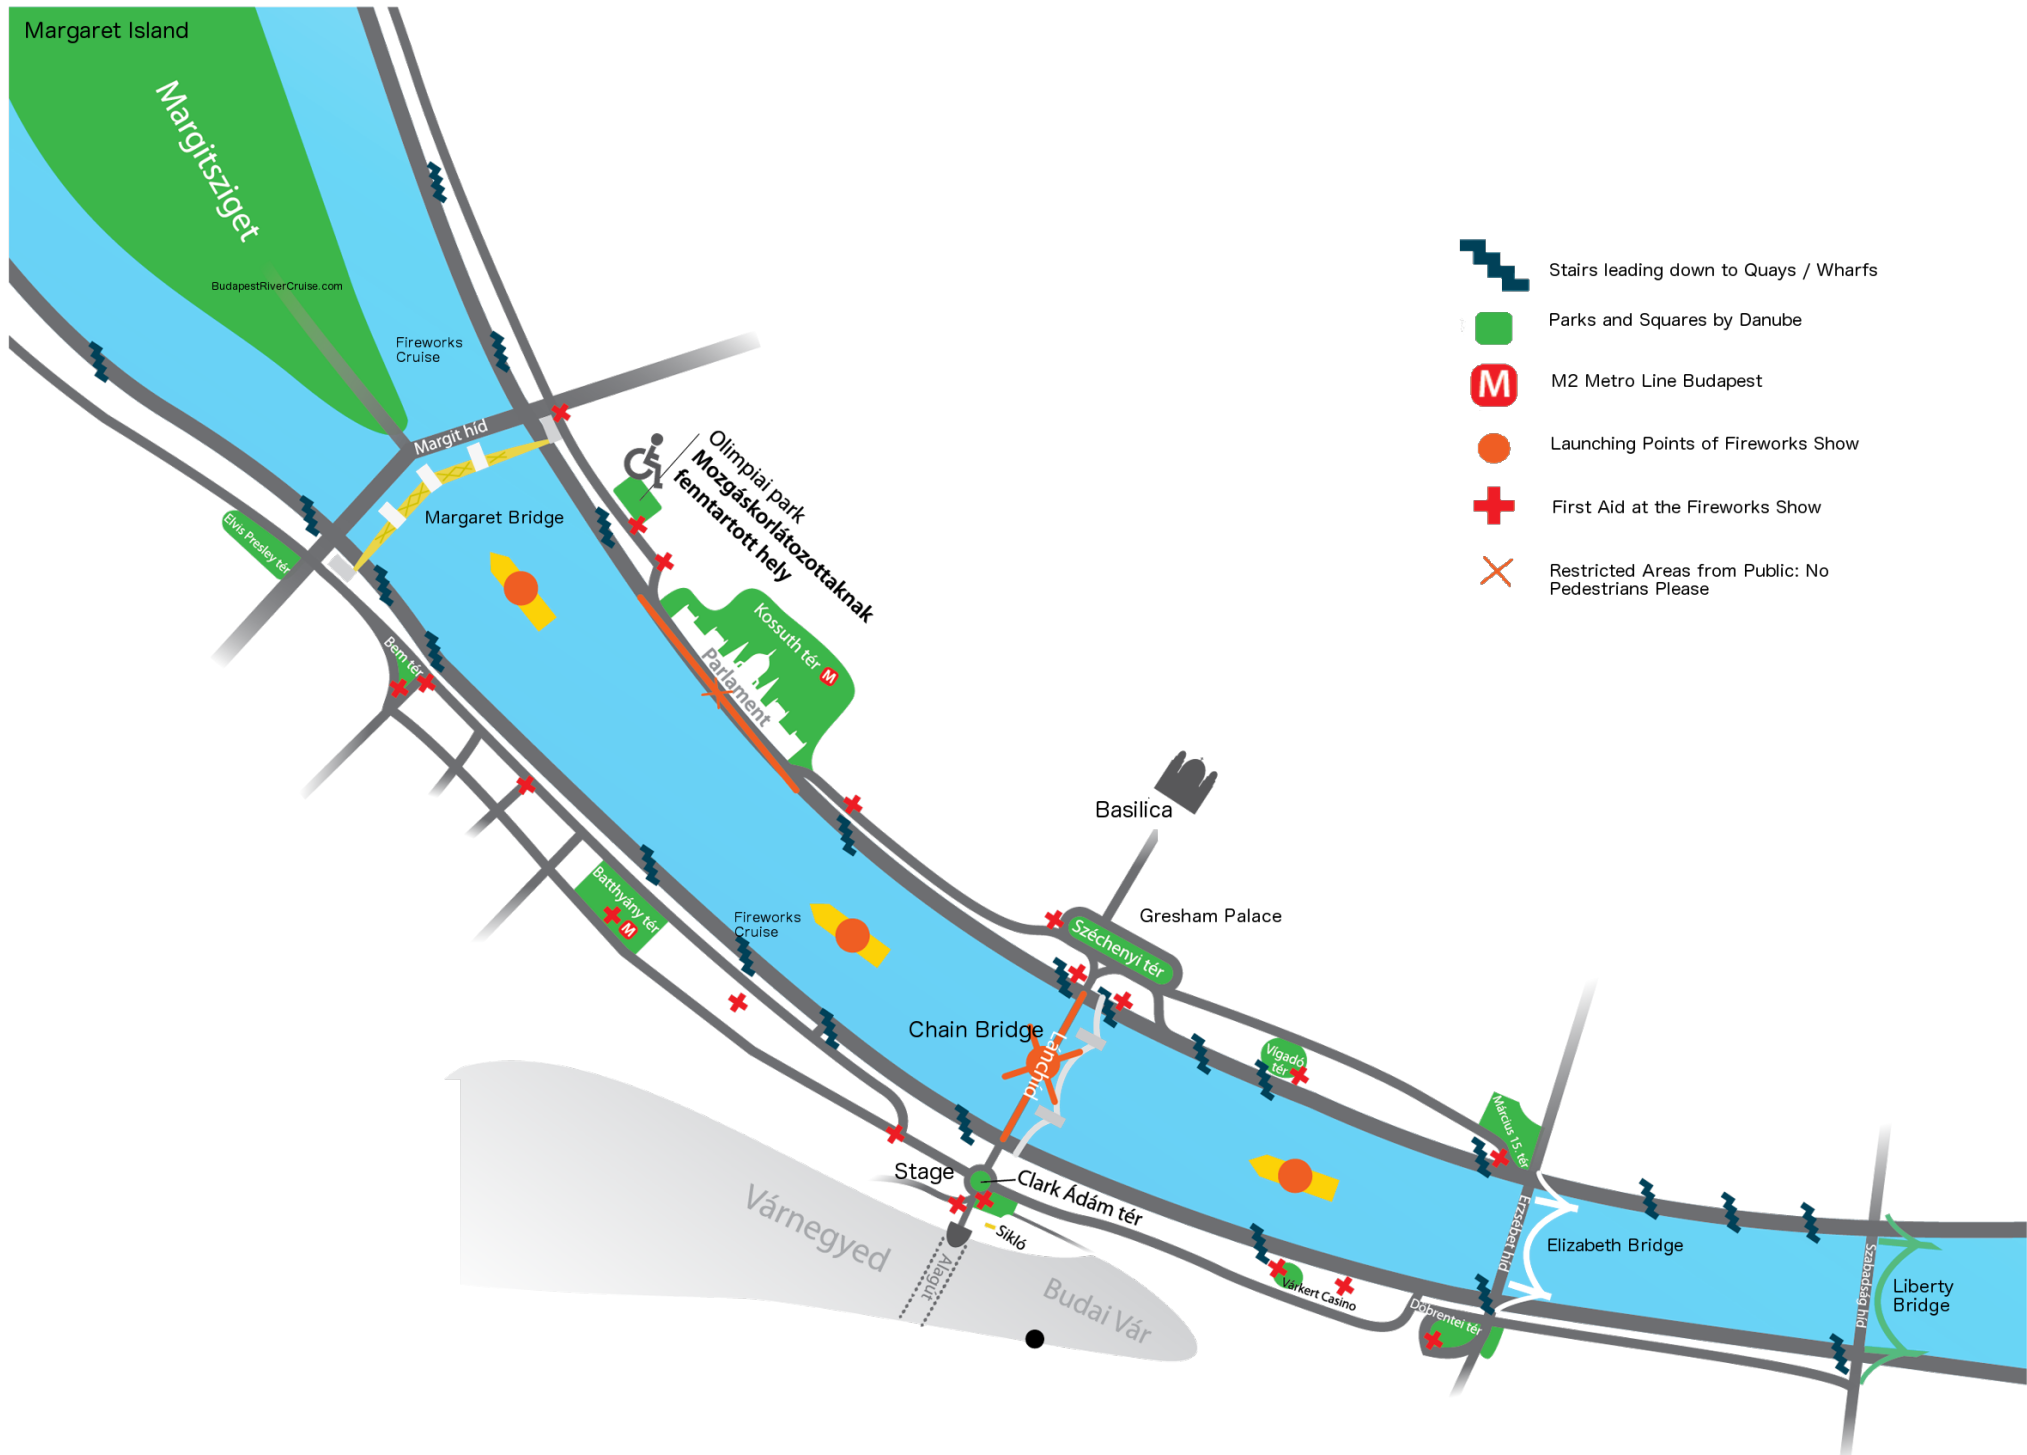 Margaret Island
Margitsziget
BudapestRiverCruise.com
Fireworks
Cruise
Margit híd
Margaret Bridge
Elvis Presley tér
Bem tér
Olimpiai park
Mozgáskorlátozottaknak
fenntartott hely
Kossuth tér
M
Parlament
Stairs leading down to Quays / Wharfs
Parks and Squares by Danube
M
M2 Metro Line Budapest
Launching Points of Fireworks Show
First Aid at the Fireworks Show
Restricted Areas from Public: No
Pedestrians Please
Basilica
Batthyány tér
M
Fireworks
Cruise
Gresham Palace
Széchenyi tér
Chain Bridge
Lánchíd
Vigadó
tér
Március 15. tér
Stage
Clark Ádám tér
Sikló
Várnegyed
Alagút
Budai Vár
Várkert Casino
Döbrentei tér
Erzsébet híd
Elizabeth Bridge
Szabadság híd
Liberty
Bridge